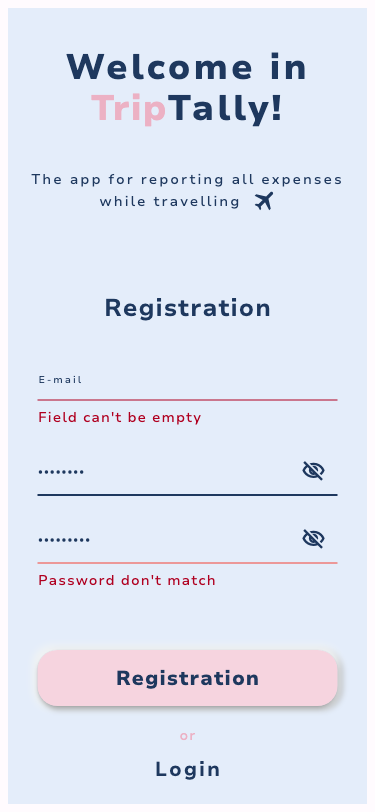 Welcome in
TripTally!
The app for reporting all expenses
while travelling
Registration
E-mail
Field can't be empty
••••••••
•••••••••
Password don't match
Registration
or
Login